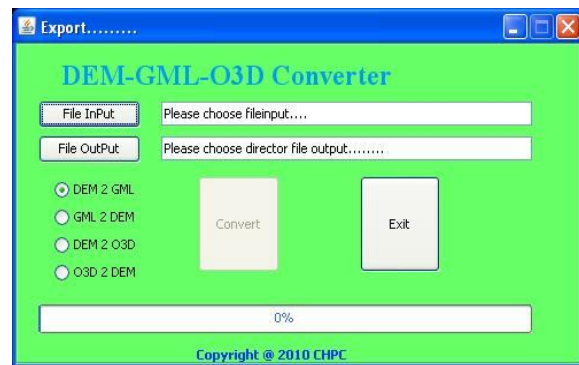 Export.........
DEM-GML-O3D Converter
File InPut Please choose fileinput....
File OutPut Please choose director file output........
DEM 2 GML
GML 2 DEM
DEM 2 O3D
O3D 2 DEM
Convert
Exit
0%
Copyright @ 2010 CHPC